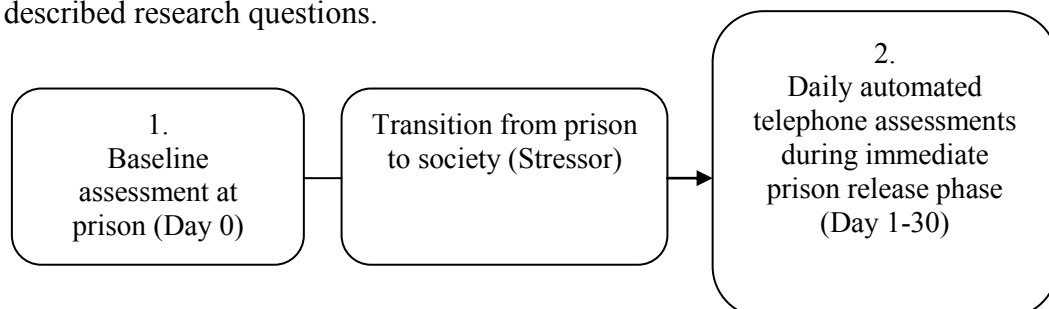 described research questions.
1.
Baseline
assessment at
prison (Day 0)
Transition from prison
to society (Stressor)
2.
Daily automated
telephone assessments
during immediate
prison release phase
(Day 1-30)